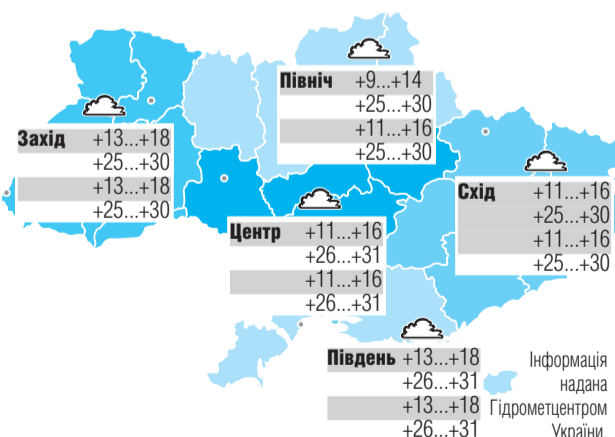 Північ +9...+14
+25...+30
+11...+16
+25...+30
Захід +13...+18
+25...+30
+13...+18
+25...+30
Схід +11...+16
+25...+30
+11...+16
+25...+30
Центр +11...+16
+26...+31
+11...+16
+26...+31
Південь +13...+18
+26...+31
+13...+18
+26...+31
Інформація
надана
Гідрометцентром
України.